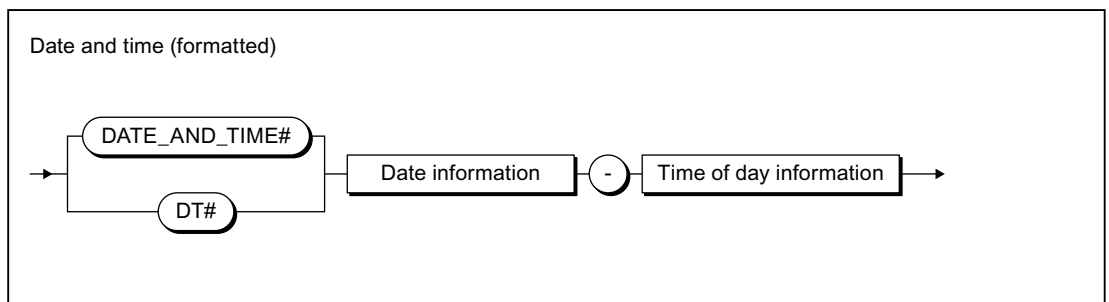 Date and time (formatted)
DATE_AND_TIME#
DT#
Date information
-
Time of day information